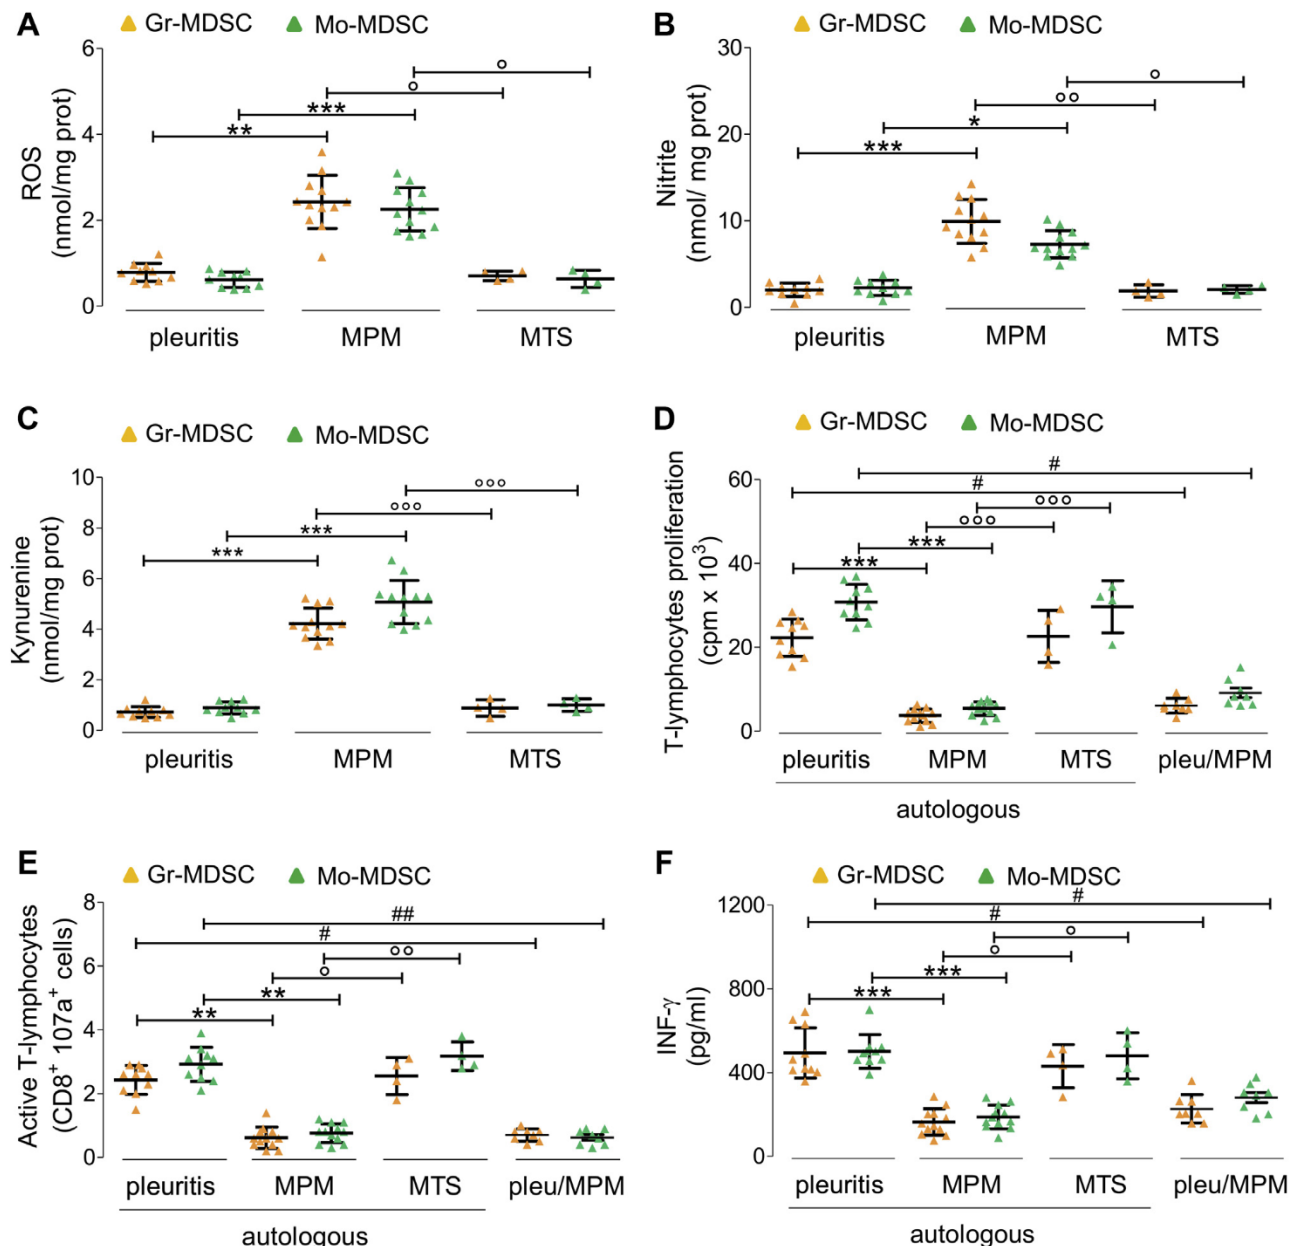 A
Gr-MDSC Mo-MDSC
ROS
(nmol/mg prot)
6
4
2
0
** *** ° °
pleuritis MPM MTS
B
Gr-MDSC Mo-MDSC
Nitrite
(nmol/ mg prot)
30
20
10
0
*** * °° °
pleuritis MPM MTS
C
Gr-MDSC Mo-MDSC
Kynurenine
(nmol/mg prot)
10
8
6
4
2
0
*** *** °°° °°°
pleuritis MPM MTS
D
Gr-MDSC Mo-MDSC
T-lymphocytes proliferation
(cpm x 10³)
60
40
20
0
*** *** °°° °°° # #
pleuritis MPM MTS pleu/MPM
autologous
E
Gr-MDSC Mo-MDSC
Active T-lymphocytes
(CD8⁺ 107a⁺ cells)
8
6
4
2
0
** ** ° °° # ##
pleuritis MPM MTS pleu/MPM
autologous
F
Gr-MDSC Mo-MDSC
INF-γ
(pg/ml)
1200
800
400
0
*** *** ° ° # #
pleuritis MPM MTS pleu/MPM
autologous